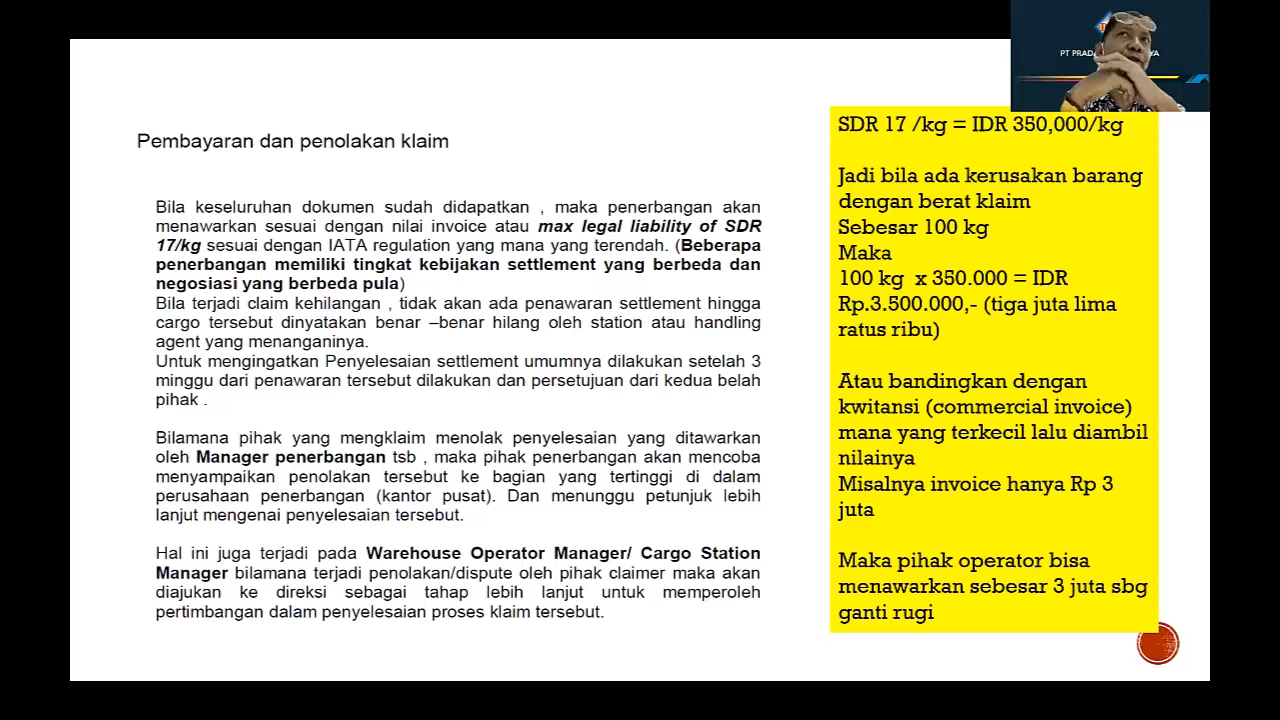 PT PRAD
YA
Pembayaran dan penolakan klaim
Bila keseluruhan dokumen sudah didapatkan , maka penerbangan akan
menawarkan sesuai dengan nilai invoice atau max legal liability of SDR
17/kg sesuai dengan IATA regulation yang mana yang terendah. (Beberapa
penerbangan memiliki tingkat kebijakan settlement yang berbeda dan
negosiasi yang berbeda pula)
Bila terjadi claim kehilangan , tidak akan ada penawaran settlement hingga
cargo tersebut dinyatakan benar –benar hilang oleh station atau handling
agent yang menanganinya.
Untuk mengingatkan Penyelesaian settlement umumnya dilakukan setelah 3
minggu dari penawaran tersebut dilakukan dan persetujuan dari kedua belah
pihak .
Bilamana pihak yang mengklaim menolak penyelesaian yang ditawarkan
oleh Manager penerbangan tsb , maka pihak penerbangan akan mencoba
menyampaikan penolakan tersebut ke bagian yang tertinggi di dalam
perusahaan penerbangan (kantor pusat). Dan menunggu petunjuk lebih
lanjut mengenai penyelesaian tersebut.
Hal ini juga terjadi pada Warehouse Operator Manager/ Cargo Station
Manager bilamana terjadi penolakan/dispute oleh pihak claimer maka akan
diajukan ke direksi sebagai tahap lebih lanjut untuk memperoleh
pertimbangan dalam penyelesaian proses klaim tersebut.
SDR 17 /kg = IDR 350,000/kg
Jadi bila ada kerusakan barang
dengan berat klaim
Sebesar 100 kg
Maka
100 kg x 350.000 = IDR
Rp.3.500.000,- (tiga juta lima
ratus ribu)
Atau bandingkan dengan
kwitansi (commercial invoice)
mana yang terkecil lalu diambil
nilainya
Misalnya invoice hanya Rp 3
juta
Maka pihak operator bisa
menawarkan sebesar 3 juta sbg
ganti rugi